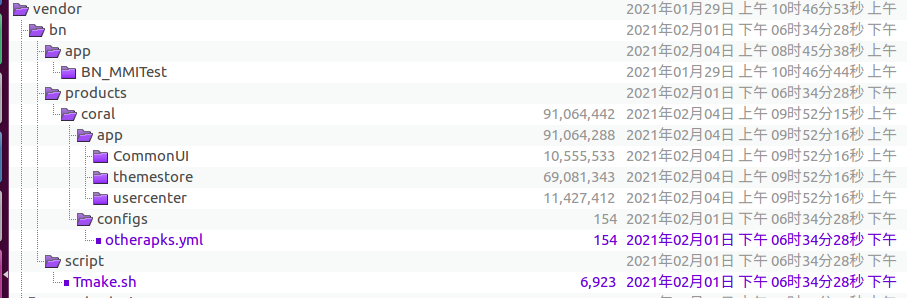 vendor 2021年01月29日 上午 10时46分53秒 上午
bn 2021年02月01日 下午 06时34分28秒 下午
app 2021年02月04日 上午 08时45分38秒 上午
BN_MMITest 2021年01月29日 上午 10时46分44秒 上午
products 2021年02月01日 下午 06时34分28秒 下午
coral 91,064,442 2021年02月04日 上午 09时52分15秒 上午
app 91,064,288 2021年02月04日 上午 09时52分16秒 上午
CommonUI 10,555,533 2021年02月04日 上午 09时52分16秒 上午
themestore 69,081,343 2021年02月04日 上午 09时52分16秒 上午
usercenter 11,427,412 2021年02月04日 上午 09时52分16秒 上午
configs 154 2021年02月01日 下午 06时34分28秒 下午
otherapks.yml 154 2021年02月01日 下午 06时34分28秒 下午
script 2021年02月01日 下午 06时34分28秒 下午
Tmake.sh 6,923 2021年02月01日 下午 06时34分28秒 下午